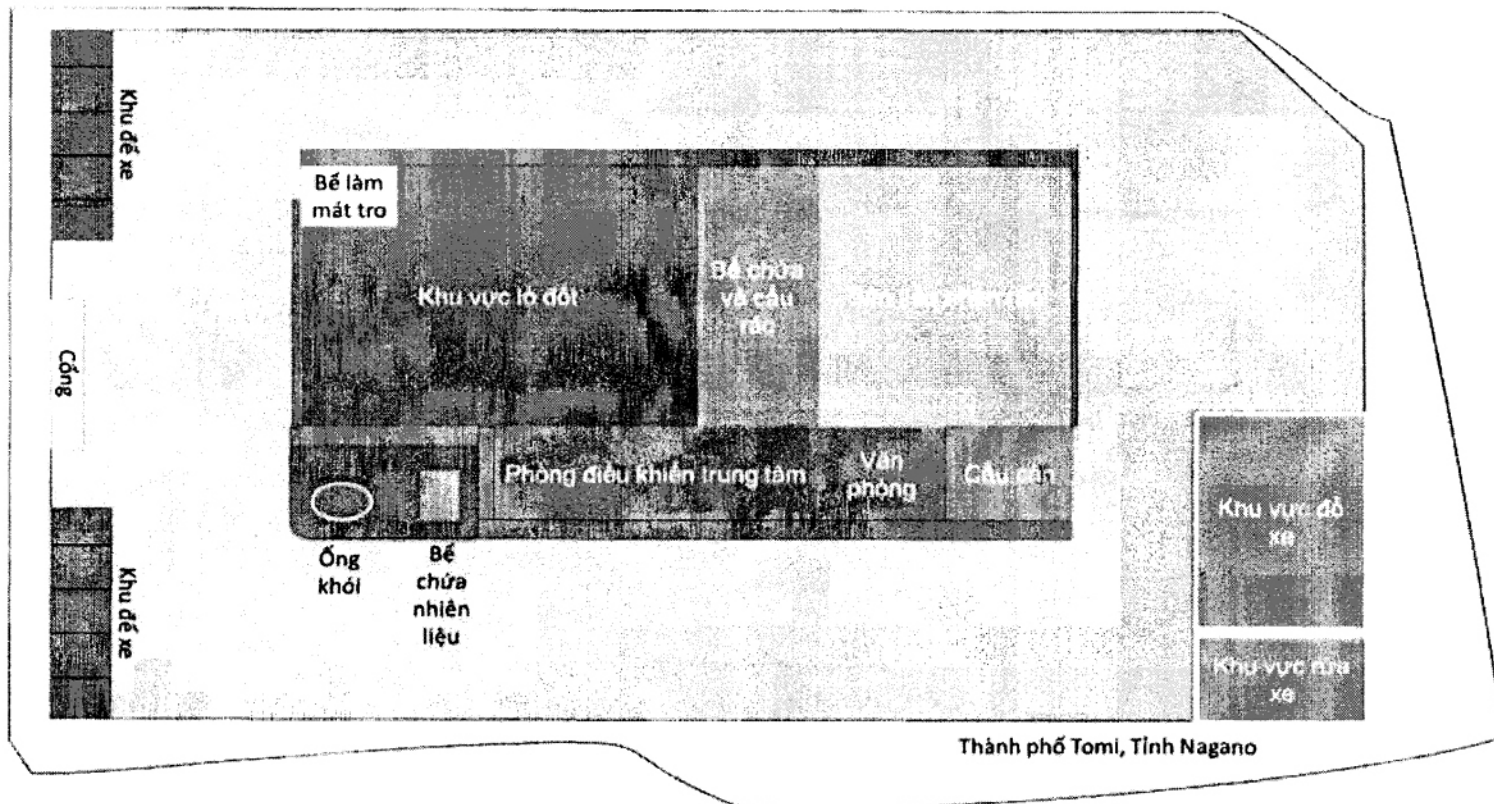 Khu để xe
Bể làm
mát tro
Khu vực lò đốt
Bể chứa
và cẩu
rác
Cổng
Phòng điều khiển trung tâm
Văn
phòng
Cầu cân
Khu vực đỗ
xe
Ống
khói
Bể
chứa
nhiên
liệu
Khu để xe
Khu vực rửa
xe
Thành phố Tomi, Tỉnh Nagano